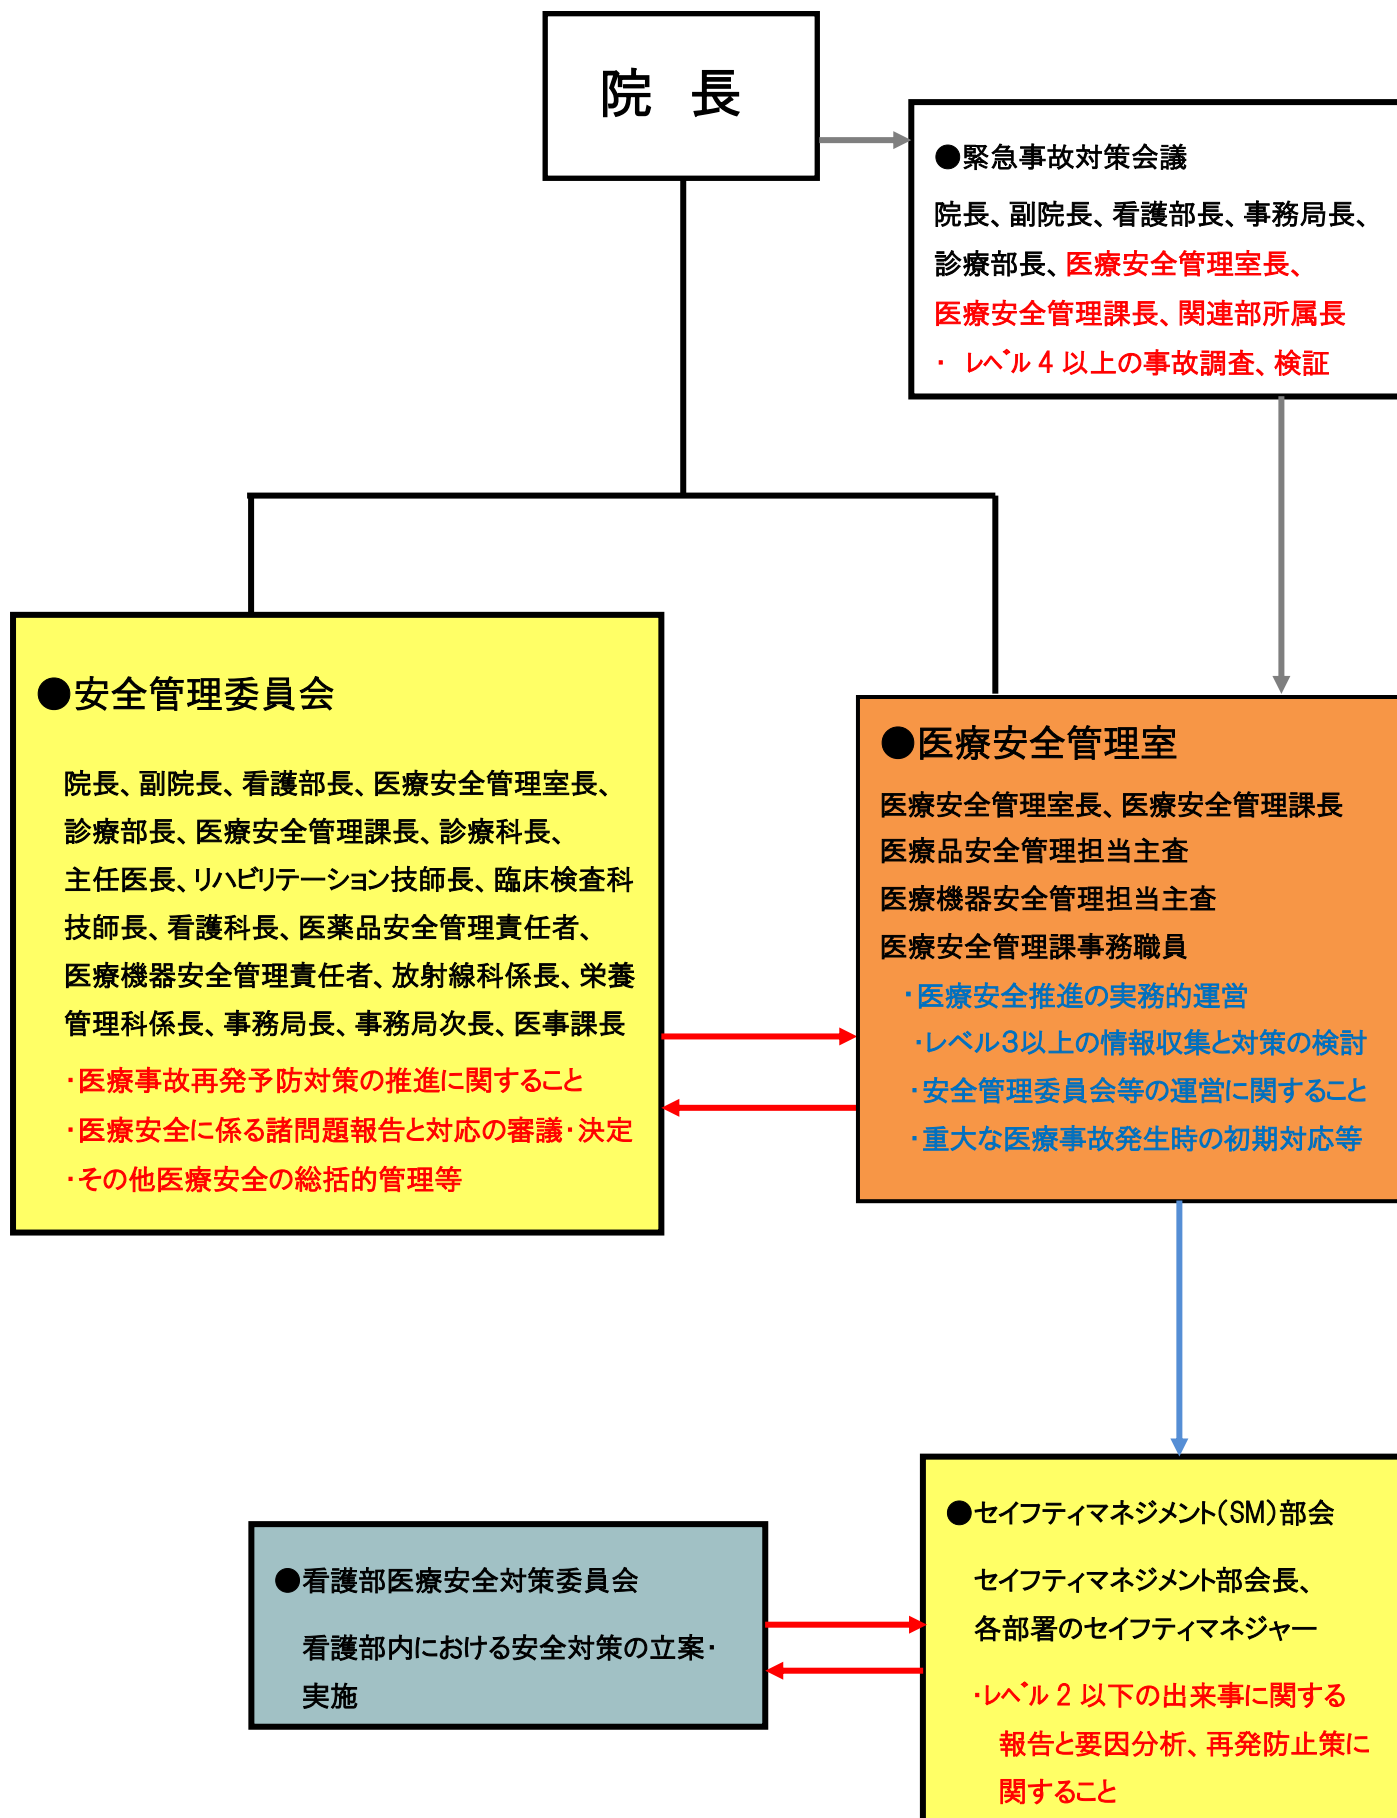 院　長
●緊急事故対策会議
院長、副院長、看護部長、事務局長、
診療部長、医療安全管理室長、
医療安全管理課長、関連部所属長
・ ﾚﾍﾞﾙ 4 以上の事故調査、検証
●安全管理委員会
院長、副院長、看護部長、医療安全管理室長、
診療部長、医療安全管理課長、診療科長、
主任医長、リハビリテーション技師長、臨床検査科
技師長、看護科長、医薬品安全管理責任者、
医療機器安全管理責任者、放射線科係長、栄養
管理科係長、事務局長、事務局次長、医事課長
・医療事故再発予防対策の推進に関すること
・医療安全に係る諸問題報告と対応の審議・決定
・その他医療安全の総括的管理等
●医療安全管理室
医療安全管理室長、医療安全管理課長
医療品安全管理担当主査
医療機器安全管理担当主査
医療安全管理課事務職員
・医療安全推進の実務的運営
・レベル３以上の情報収集と対策の検討
・安全管理委員会等の運営に関すること
・重大な医療事故発生時の初期対応等
●看護部医療安全対策委員会
看護部内における安全対策の立案・
実施
●セイフティマネジメント（SM）部会
セイフティマネジメント部会長、
各部署のセイフティマネジャー
・ﾚﾍﾞﾙ 2 以下の出来事に関する
報告と要因分析、再発防止策に
関すること